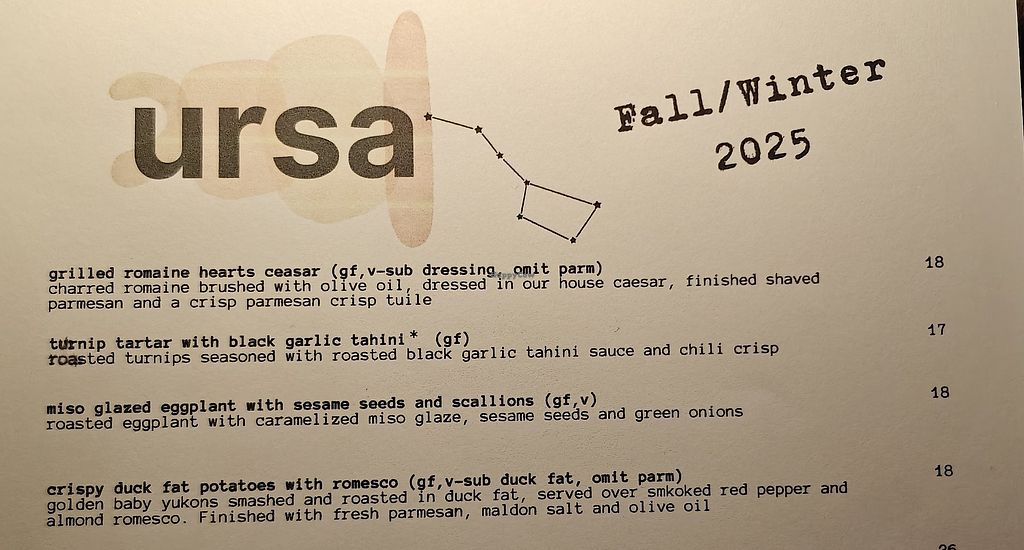 ursa
Fall/Winter
2025
grilled romaine hearts ceasar (gf,v-sub dressing, omit parm) 18
charred romaine brushed with olive oil, dressed in our house caesar, finished shaved
parmesan and a crisp parmesan crisp tuile
turnip tartar with black garlic tahini* (gf) 17
roasted turnips seasoned with roasted black garlic tahini sauce and chili crisp
miso glazed eggplant with sesame seeds and scallions (gf,v) 18
roasted eggplant with caramelized miso glaze, sesame seeds and green onions
crispy duck fat potatoes with romesco (gf,v-sub duck fat, omit parm) 18
golden baby yukons smashed and roasted in duck fat, served over smkoked red pepper and
almond romesco. Finished with fresh parmesan, maldon salt and olive oil